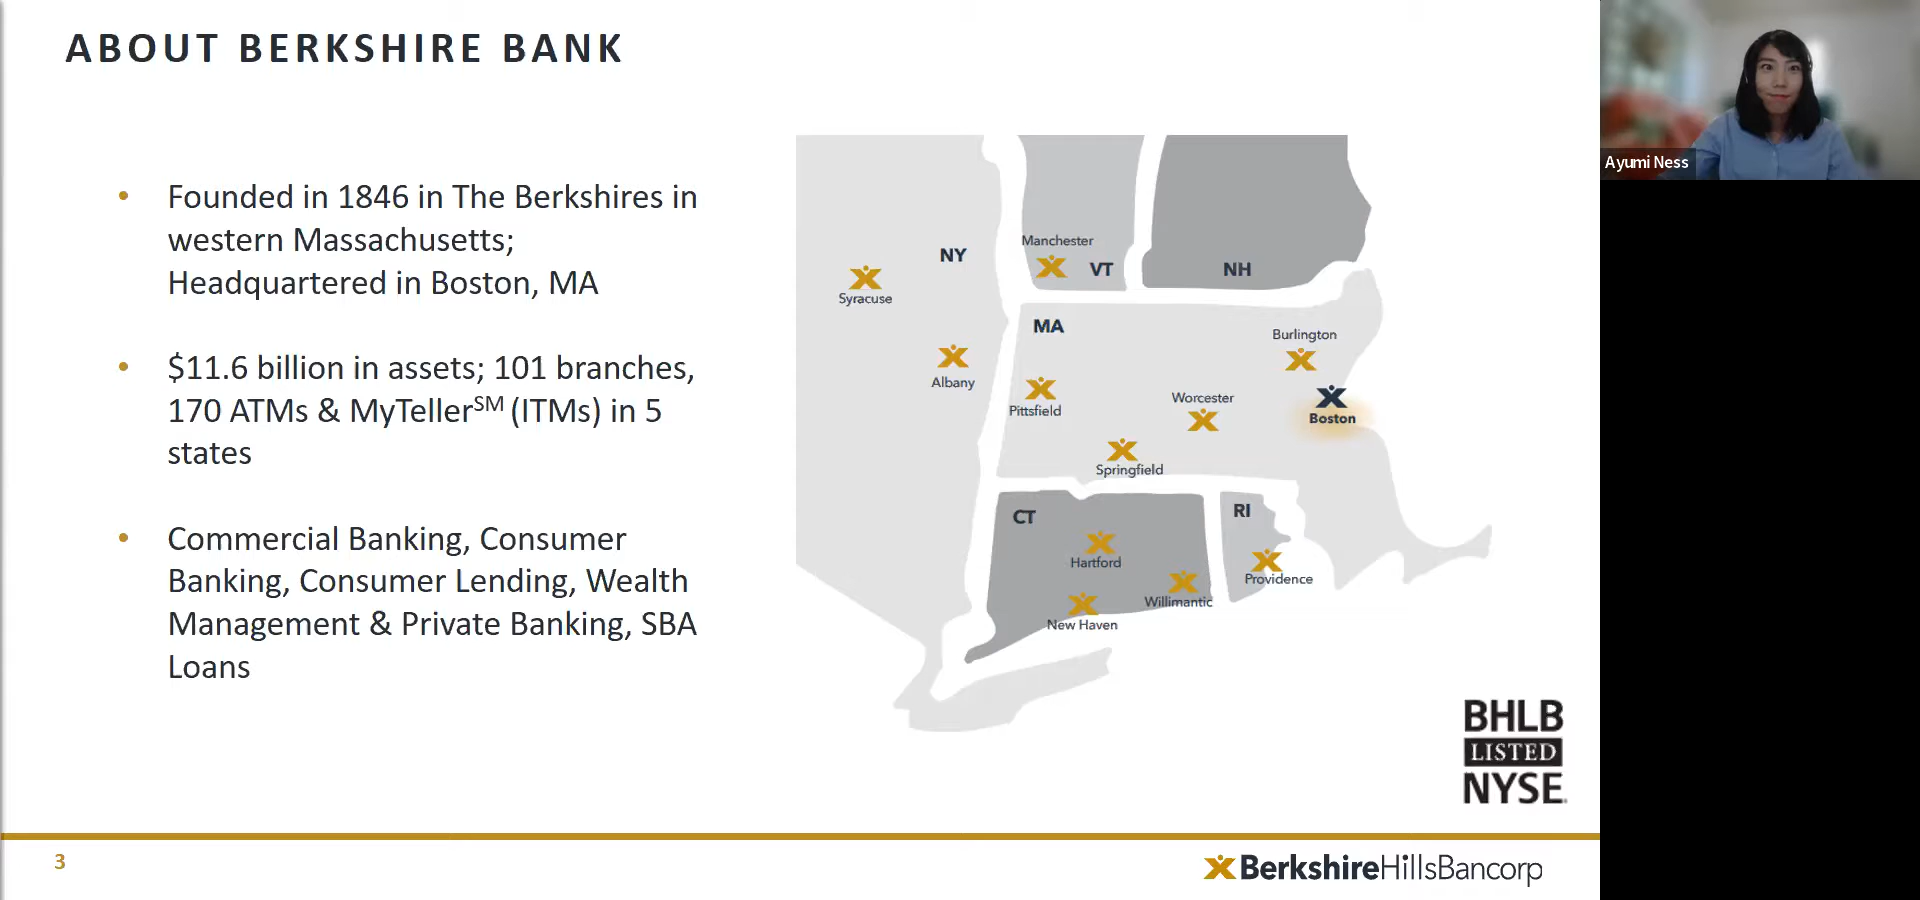 ABOUT BERKSHIRE BANK
• Founded in 1846 in The Berkshires in
western Massachusetts;
Headquartered in Boston, MA
• $11.6 billion in assets; 101 branches,
170 ATMs & MyTellerSM (ITMs) in 5
states
• Commercial Banking, Consumer
Banking, Consumer Lending, Wealth
Management & Private Banking, SBA
Loans
NY
Syracuse
Albany
Manchester
VT
NH
MA
Burlington
Pittsfield
Worcester
Boston
Springfield
CT
Hartford
Willimantic
New Haven
RI
Providence
BHLB
LISTED
NYSE
3
BerkshireHillsBancorp
Ayumi Ness